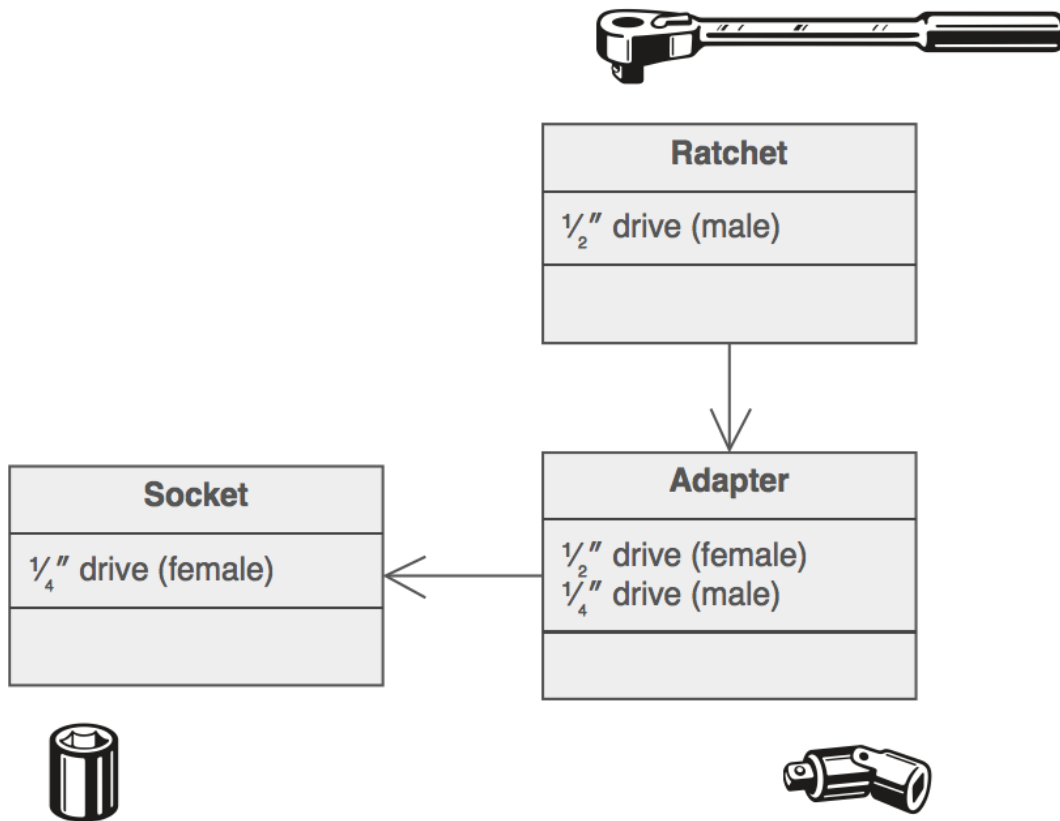 Ratchet
½″ drive (male)
Adapter
½″ drive (female)
¼″ drive (male)
Socket
¼″ drive (female)